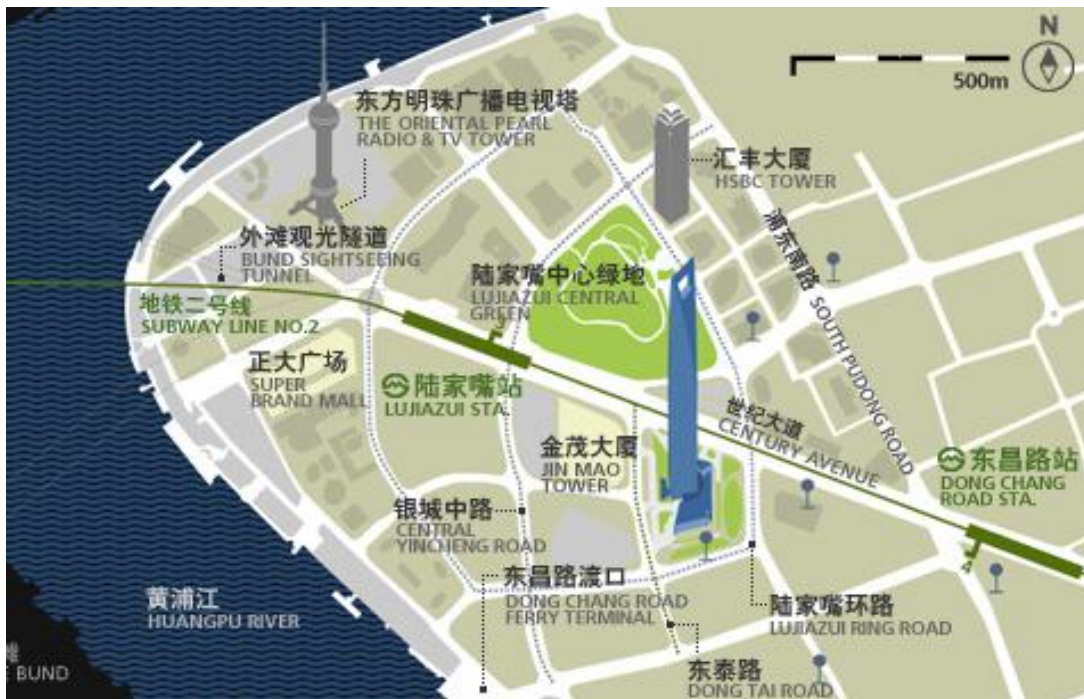 N
500m
东方明珠广播电视塔
THE ORIENTAL PEARL
RADIO & TV TOWER
汇丰大厦
HSBC TOWER
外滩观光隧道
BUND SIGHTSEEING
TUNNEL
浦东南路 SOUTH PUDONG ROAD
陆家嘴中心绿地
LUJIAZUI CENTRAL
GREEN
地铁二号线
SUBWAY LINE NO.2
正大广场
SUPER
BRAND MALL
陆家嘴站
LUJIAZUI STA.
世纪大道
CENTURY AVENUE
金茂大厦
JIN MAO
TOWER
东昌路站
DONG CHANG
ROAD STA.
银城中路
CENTRAL
YINCHENG ROAD
东昌路渡口
DONG CHANG ROAD
FERRY TERMINAL
黄浦江
HUANGPU RIVER
陆家嘴环路
LUJIAZUI RING ROAD
东泰路
DONG TAI ROAD
BUND